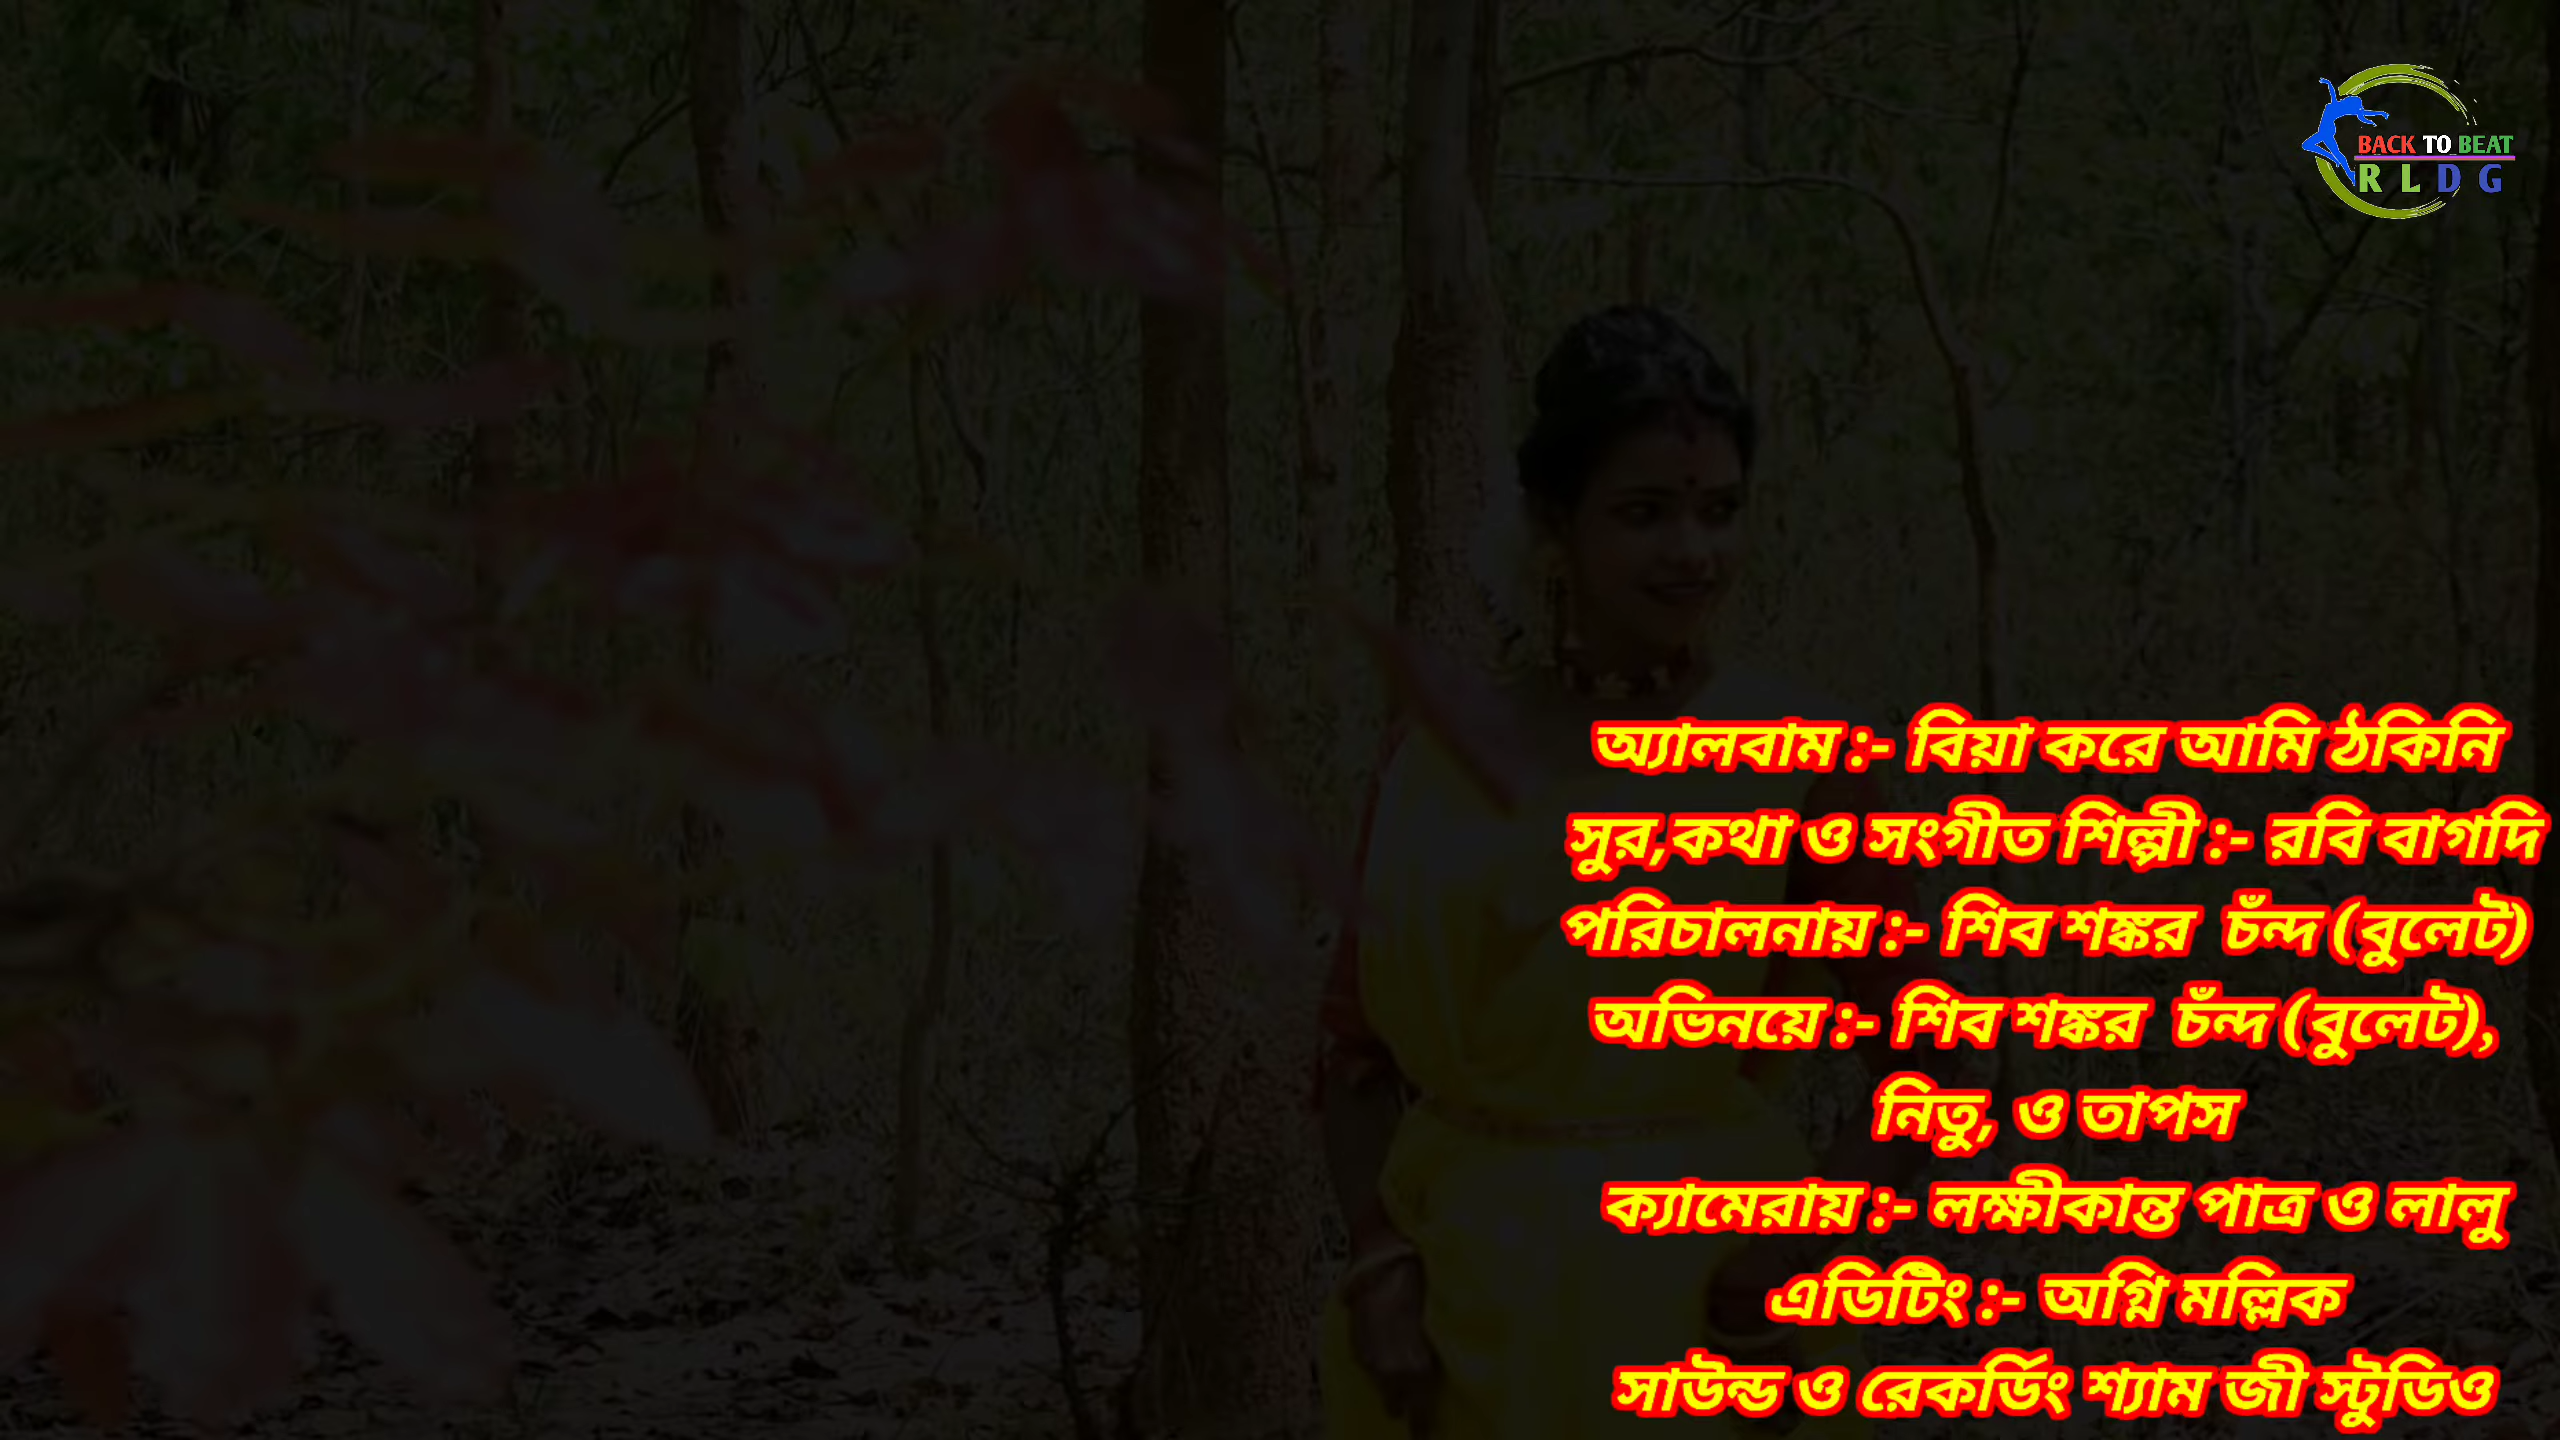 BACK TO BEAT
R L D G
অ্যালবাম :- বিয়া করে আমি ঠকিনি
সুর,কথা ও সংগীত শিল্পী :- রবি বাগদি
পরিচালনায় :- শিব শঙ্কর চঁন্দ (বুলেট)
অভিনয়ে :- শিব শঙ্কর চঁন্দ (বুলেট),
নিতু, ও তাপস
ক্যামেরায় :- লক্ষীকান্ত পাত্র ও লালু
এডিটিং :- অগ্নি মল্লিক
সাউন্ড ও রেকর্ডিং শ্যাম জী স্টুডিও